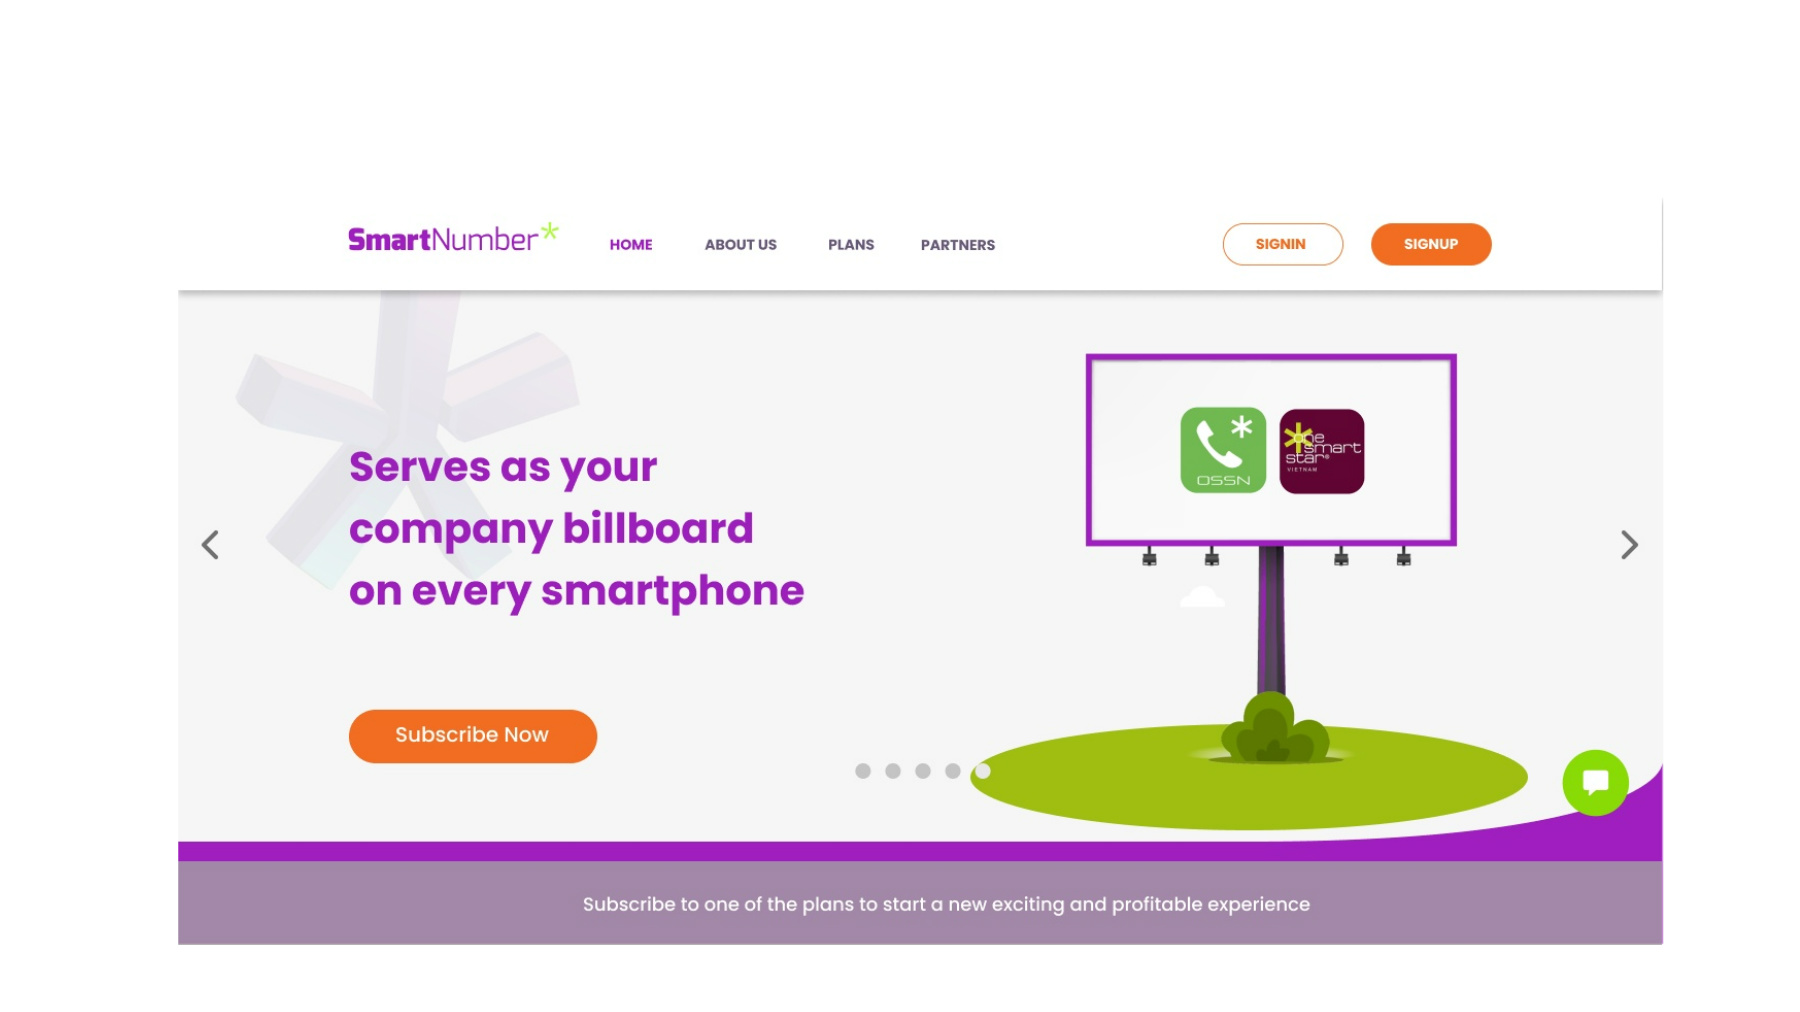 SmartNumber*
HOME
ABOUT US
PLANS
PARTNERS
SIGNIN
SIGNUP
Serves as your
company billboard
on every smartphone
OSSN
one
smart
star®
VIETNAM
Subscribe Now
Subscribe to one of the plans to start a new exciting and profitable experience